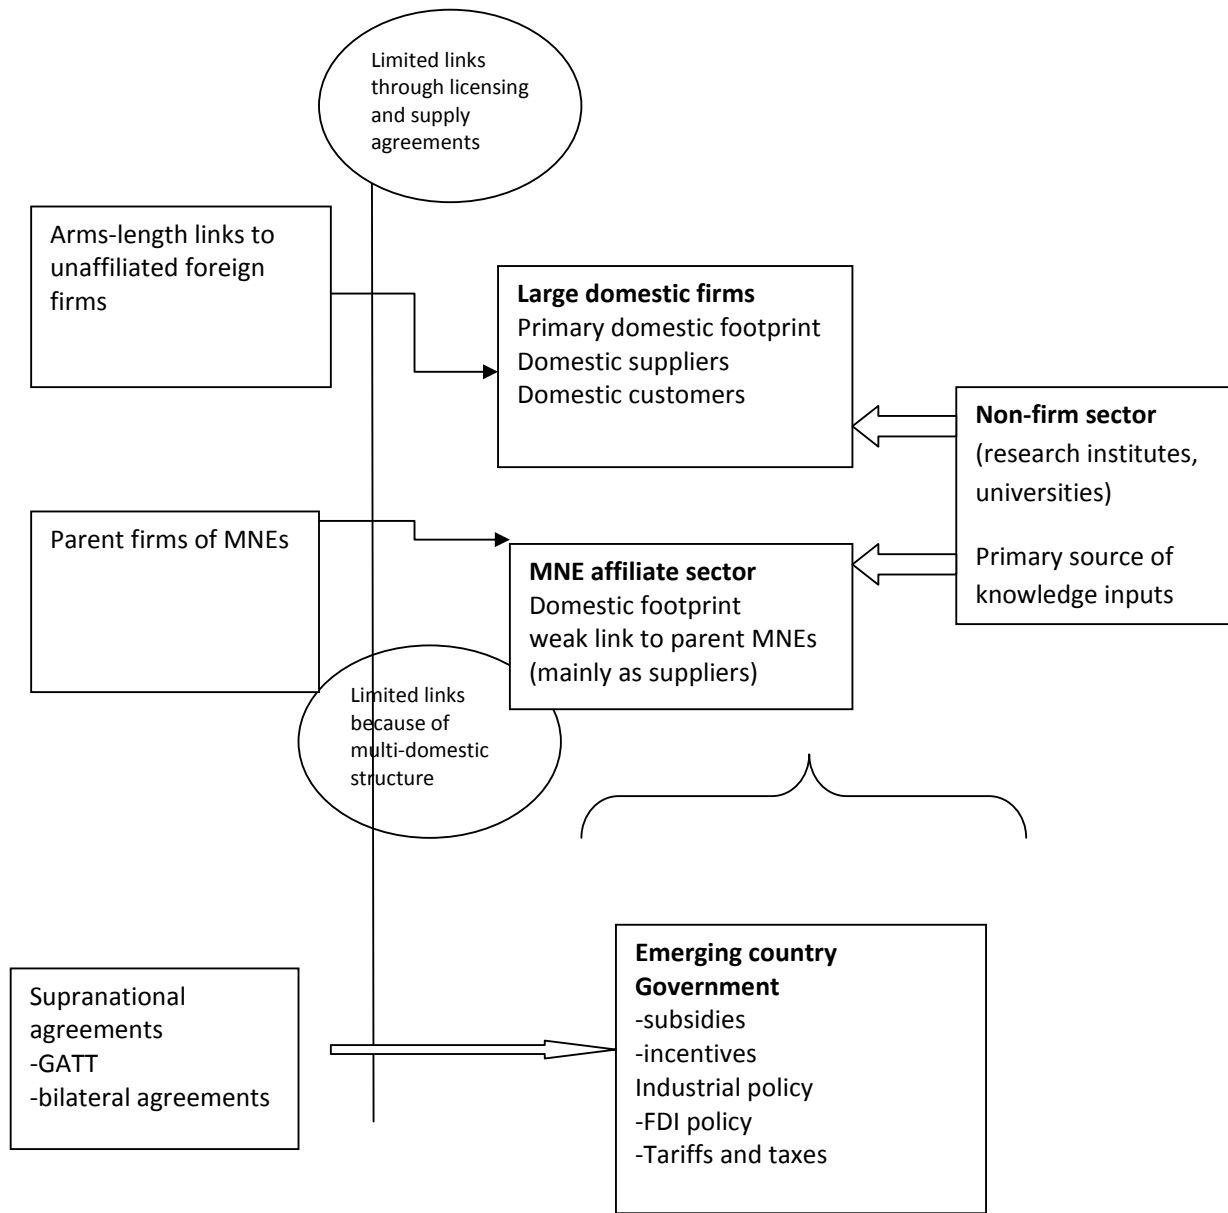 Limited links
through licensing
and supply
agreements
Arms-length links to
unaffiliated foreign
firms
Large domestic firms
Primary domestic footprint
Domestic suppliers
Domestic customers
Non-firm sector
(research institutes,
universities)
Primary source of
knowledge inputs
Parent firms of MNEs
MNE affiliate sector
Domestic footprint
weak link to parent MNEs
(mainly as suppliers)
Limited links
because of
multi-domestic
structure
Supranational
agreements
-GATT
-bilateral agreements
Emerging country
Government
-subsidies
-incentives
Industrial policy
-FDI policy
-Tariffs and taxes